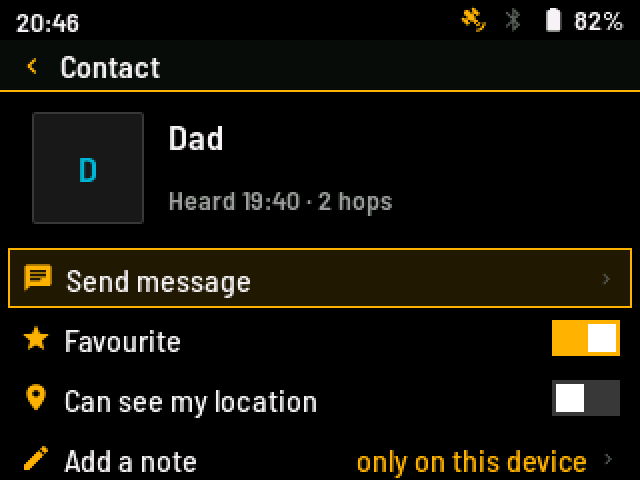 20:46 82%
Contact
D
Dad
Heard 19:40 · 2 hops
Send message
Favourite
Can see my location
Add a note only on this device